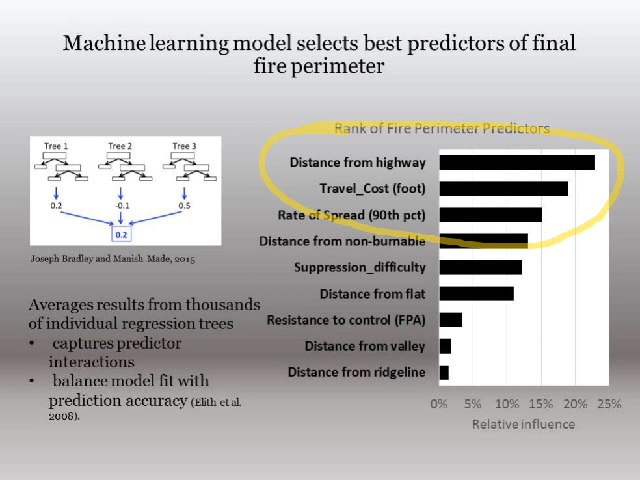 Machine learning model selects best predictors of final
fire perimeter
Tree 1 Tree 2 Tree 3
0.2 -0.1 0.5
0.2
Joseph Bradley and Manish Made, 2015
Averages results from thousands
of individual regression trees
• captures predictor
interactions
• balance model fit with
prediction accuracy (Elith et al.
2008).
Rank of Fire Perimeter Predictors
Distance from highway
Travel_Cost (foot)
Rate of Spread (90th pct)
Distance from non-burnable
Suppression_difficulty
Distance from flat
Resistance to control (FPA)
Distance from valley
Distance from ridgeline
0% 5% 10% 15% 20% 25%
Relative influence